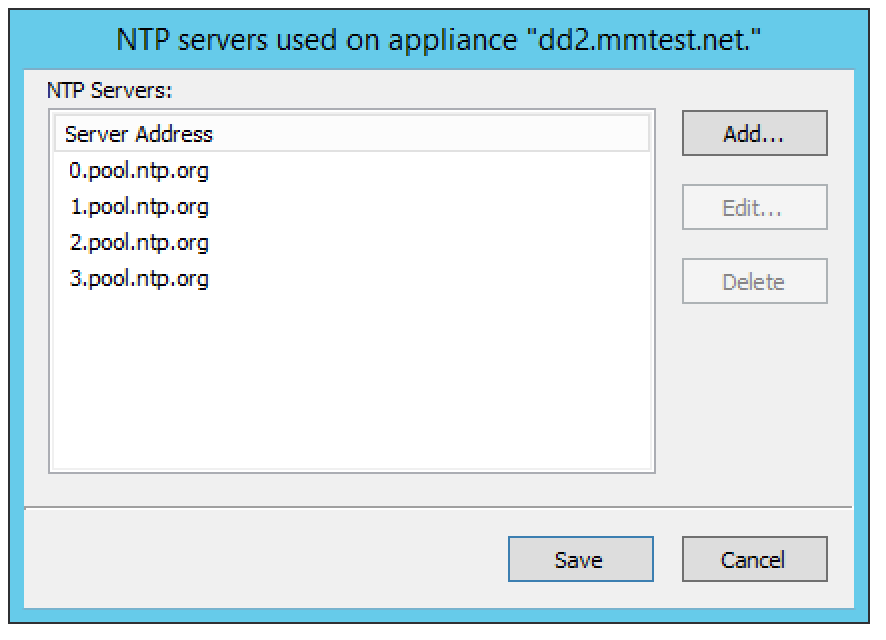 NTP servers used on appliance "dd2.mmtest.net."
NTP Servers:
Server Address
0.pool.ntp.org
1.pool.ntp.org
2.pool.ntp.org
3.pool.ntp.org
Add...
Edit...
Delete
Save
Cancel